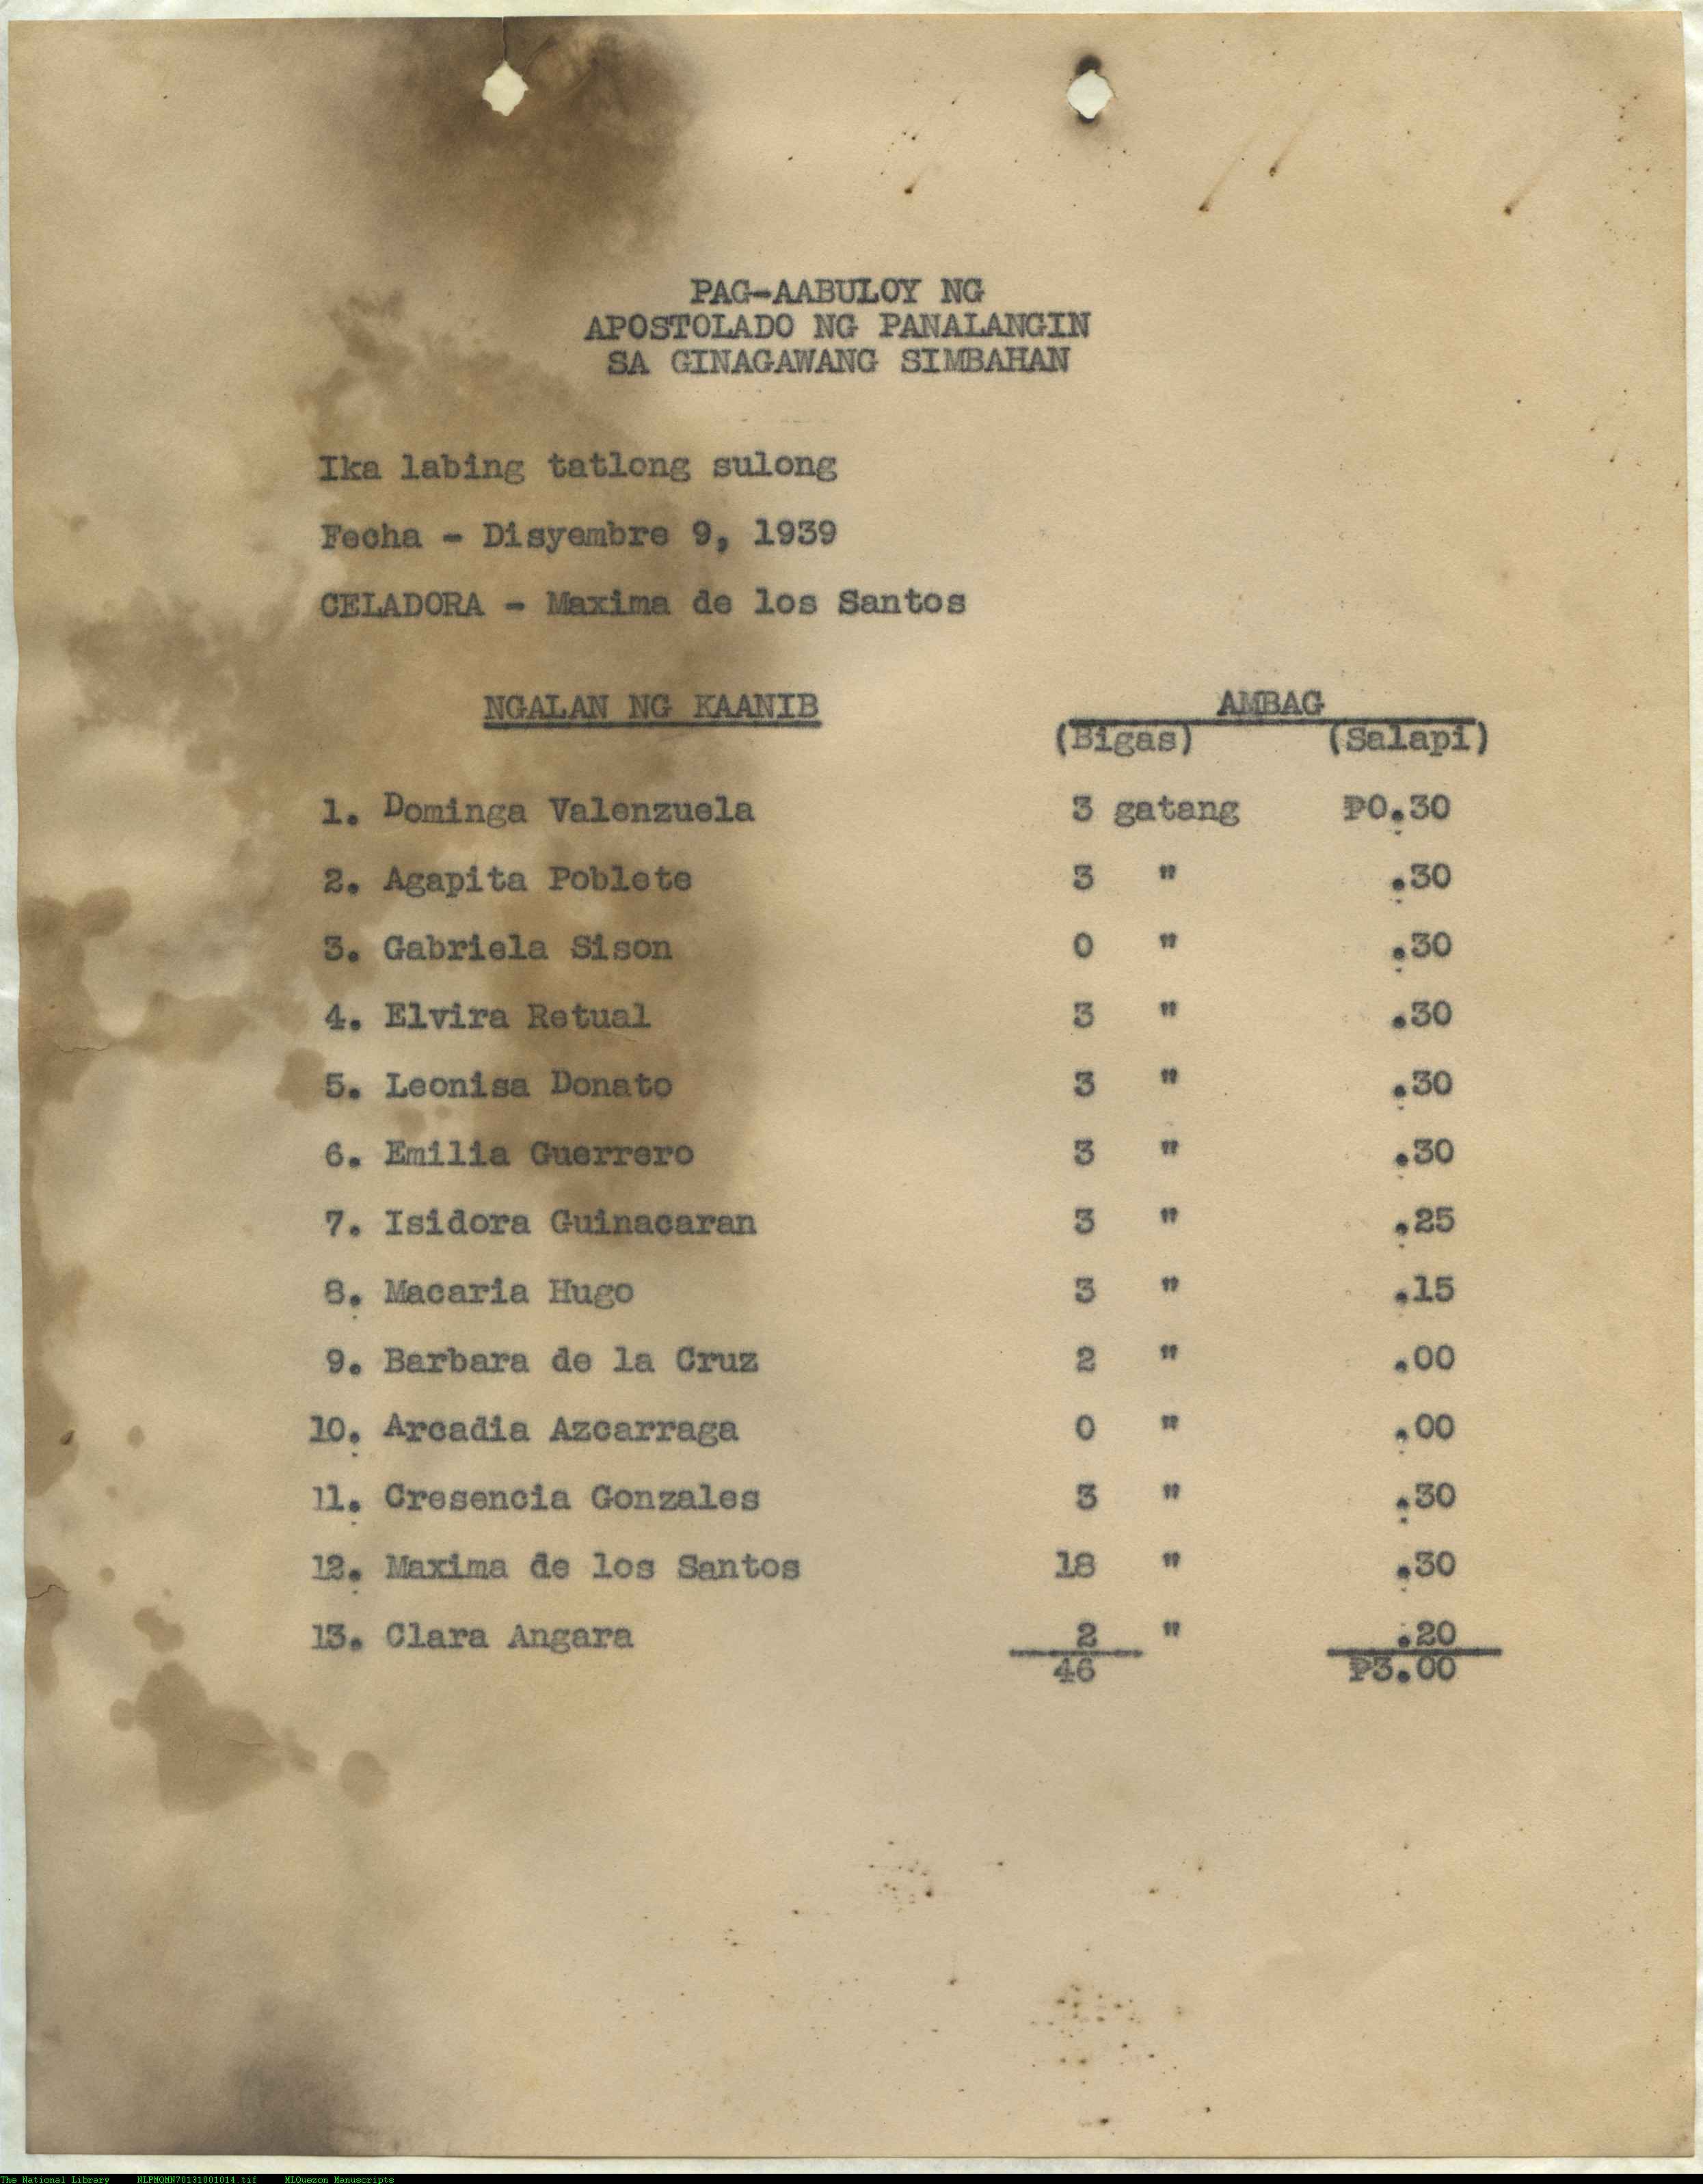 PAG-AABULOY NG
APOSTOLADO NG PANALANGIN
SA GINAGAWANG SIMBAHAN
Ika labing tatlong sulong
Fecha - Disyembre 9, 1939
CELADORA - Maxima de los Santos
NGALAN NG KAANIB AMBAG
(Bigas) (Salapi)
1. Dominga Valenzuela 3 gatang ₱0.30
2. Agapita Poblete 3 " .30
3. Gabriela Sison 0 " .30
4. Elvira Retual 3 " .30
5. Leonisa Donato 3 " .30
6. Emilia Guerrero 3 " .30
7. Isidora Guinacaran 3 " .25
8. Macaria Hugo 3 " .15
9. Barbara de la Cruz 2 " .00
10. Arcadia Azcarraga 0 " .00
11. Cresencia Gonzales 3 " .30
12. Maxima de los Santos 18 " .30
13. Clara Angara 2 " .20
46 ₱3.00
The National Library NLPMQMN70131001014.tif MLQuezon Manuscripts